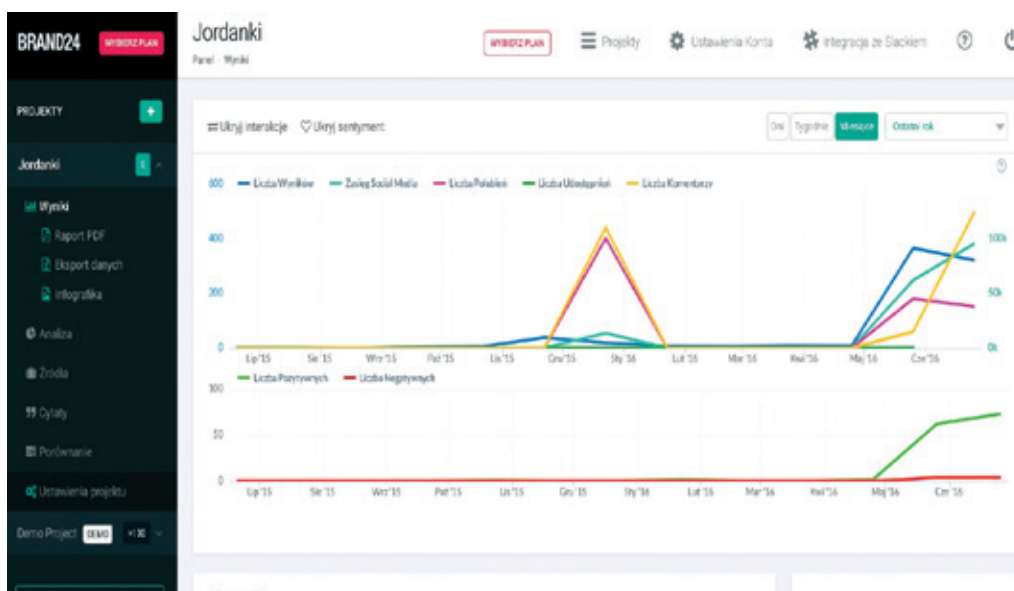 BRAND24
WYBIERZ PLAN
Jordanki
Panel
Wyniki
WYBIERZ PLAN
Projekty
Ustawienia Konta
Integracja ze Slackiem
PROJEKTY
Jordanki
Wyniki
Raport PDF
Eksport danych
Infografika
Analiza
Źródła
Cytaty
Porównanie
Ustawienia projektu
Demo Project DEMO
Ukryj interakcje Ukryj sentyment
Dni Tygodnie Miesiące Ostatni rok
600 Liczba Wyników Zasięg Social Media Liczba Polubień Liczba Udostępnień Liczba Komentarzy
400 100k
200 50k
0 0k
Lip'15 Sie'15 Wrz'15 Paź'15 Lis'15 Gru'15 Sty'16 Lut'16 Mar'16 Kwi'16 Maj'16 Cze'16
Liczba Pozytywnych Liczba Negatywnych
100
50
0
Lip'15 Sie'15 Wrz'15 Paź'15 Lis'15 Gru'15 Sty'16 Lut'16 Mar'16 Kwi'16 Maj'16 Cze'16